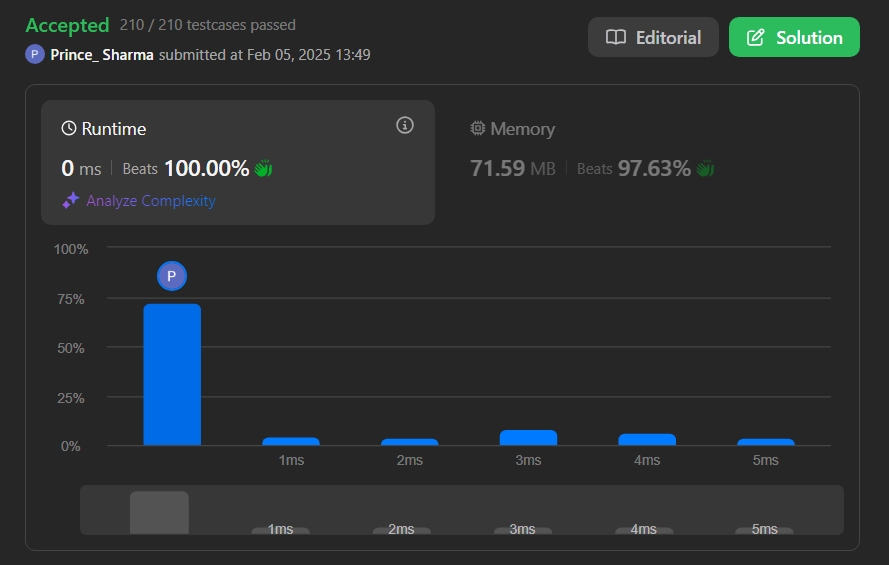 Accepted 210 / 210 testcases passed
P Prince_ Sharma submitted at Feb 05, 2025 13:49
Editorial
Solution
Runtime
0 ms | Beats 100.00%
Analyze Complexity
Memory
71.59 MB | Beats 97.63%
100%
P
75%
50%
25%
0%
1ms 2ms 3ms 4ms 5ms
1ms 2ms 3ms 4ms 5ms